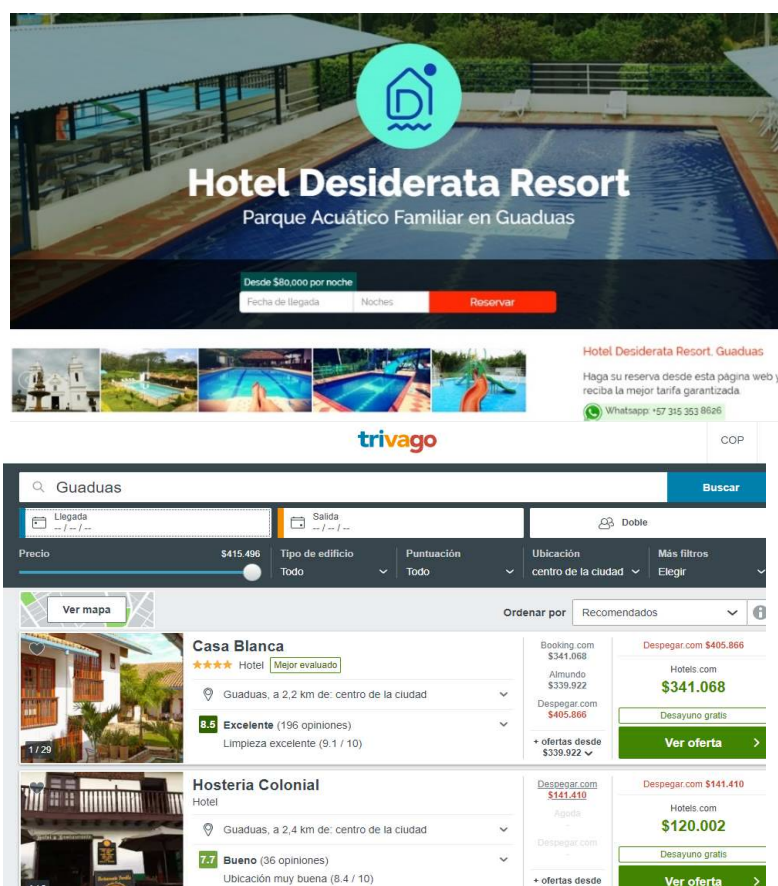 Hotel Desiderata Resort
Parque Acuático Familiar en Guaduas
Desde $80,000 por noche
Fecha de llegada Noches Reservar
Hotel Desiderata Resort. Guaduas
Haga su reserva desde esta página web y
reciba la mejor tarifa garantizada.
Whatsapp: +57 315 353 8626
trivago
COP
Guaduas
Buscar
Llegada
-- / -- / --
Salida
-- / -- / --
Doble
Precio $415.496
Tipo de edificio
Todo
Puntuación
Todo
Ubicación
centro de la ciudad
Más filtros
Elegir
Ver mapa
Ordenar por Recomendados
Casa Blanca
Hotel Mejor evaluado
Guaduas, a 2,2 km de: centro de la ciudad
8.5 Excelente (196 opiniones)
Limpieza excelente (9.1 / 10)
1 / 29
Booking.com
$341.068
Almundo
$339.922
Despegar.com
$405.866
+ ofertas desde
$339.922
Despegar.com $405.866
Hotels.com
$341.068
Desayuno gratis
Ver oferta
Hosteria Colonial
Hotel
Guaduas, a 2,4 km de: centro de la ciudad
7.7 Bueno (36 opiniones)
Ubicación muy buena (8.4 / 10)
Despegar.com
$141.410
Agoda
-
Despegar.com
-
+ ofertas desde
Despegar.com $141.410
Hotels.com
$120.002
Desayuno gratis
Ver oferta